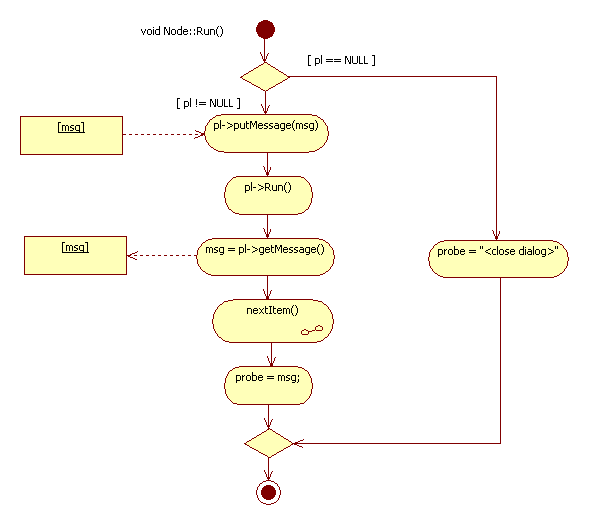 void Node::Run()
[ pl == NULL ]
[ pl != NULL ]
[msg]
pl->putMessage(msg)
pl->Run()
[msg]
msg = pl->getMessage()
probe = "<close dialog>"
nextItem()
probe = msg;